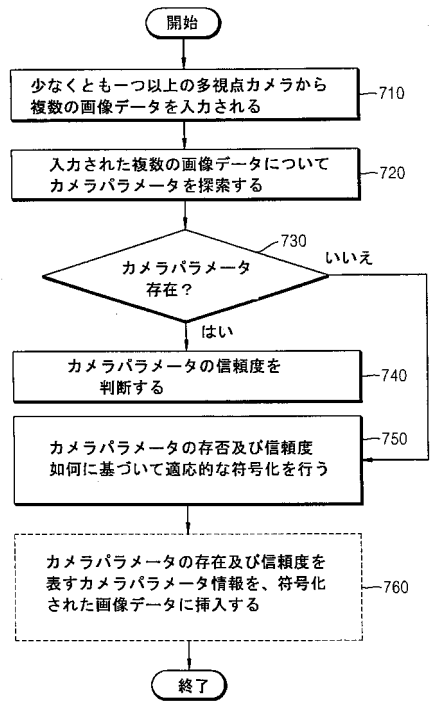 開始
少なくとも一つ以上の多視点カメラから
複数の画像データを入力される
710
入力された複数の画像データについて
カメラパラメータを探索する
720
730
カメラパラメータ
存在？
いいえ
はい
カメラパラメータの信頼度を
判断する
740
カメラパラメータの存否及び信頼度
如何に基づいて適応的な符号化を行う
750
カメラパラメータの存在及び信頼度を
表すカメラパラメータ情報を、符号化
された画像データに挿入する
760
終了